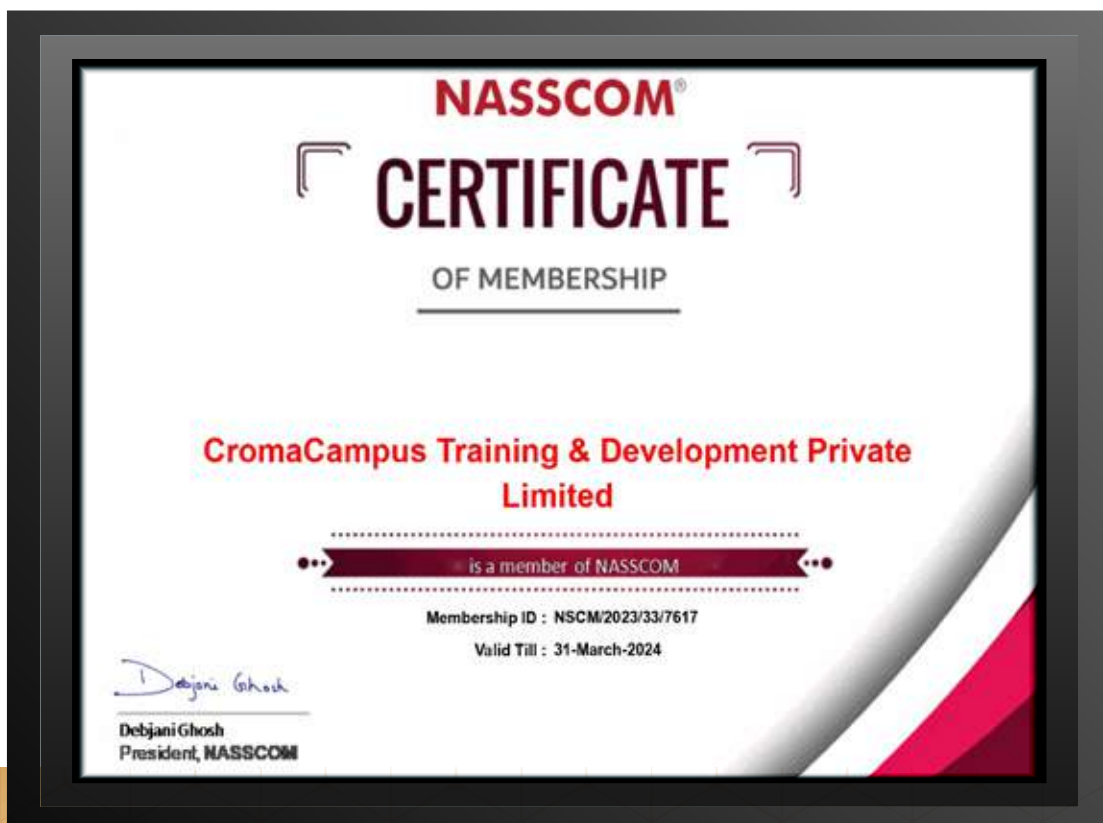 NASSCOM®
CERTIFICATE
OF MEMBERSHIP
CromaCampus Training & Development Private
Limited
is a member of NASSCOM
Membership ID : NSCM/2023/33/7617
Valid Till : 31-March-2024
Debjani Ghosh
Debjani Ghosh
President, NASSCOM